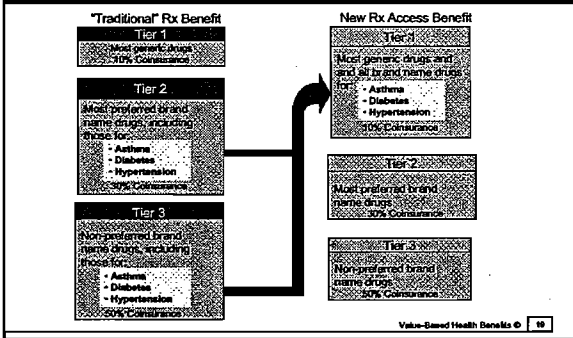 "Traditional" Rx Benefit
Tier 1
Most generic drugs
10% Coinsurance
Tier 2
Most preferred brand
name drugs, including
those for:
- Asthma
- Diabetes
- Hypertension
30% Coinsurance
Tier 3
Non-preferred brand
name drugs, including
those for:
- Asthma
- Diabetes
- Hypertension
50% Coinsurance
New Rx Access Benefit
Tier 1
Most generic drugs and
and all brand name drugs
for:
- Asthma
- Diabetes
- Hypertension
10% Coinsurance
Tier 2
Most preferred brand
name drugs
30% Coinsurance
Tier 3
Non-preferred brand
name drugs
50% Coinsurance
Value-Based Health Benefits © 19